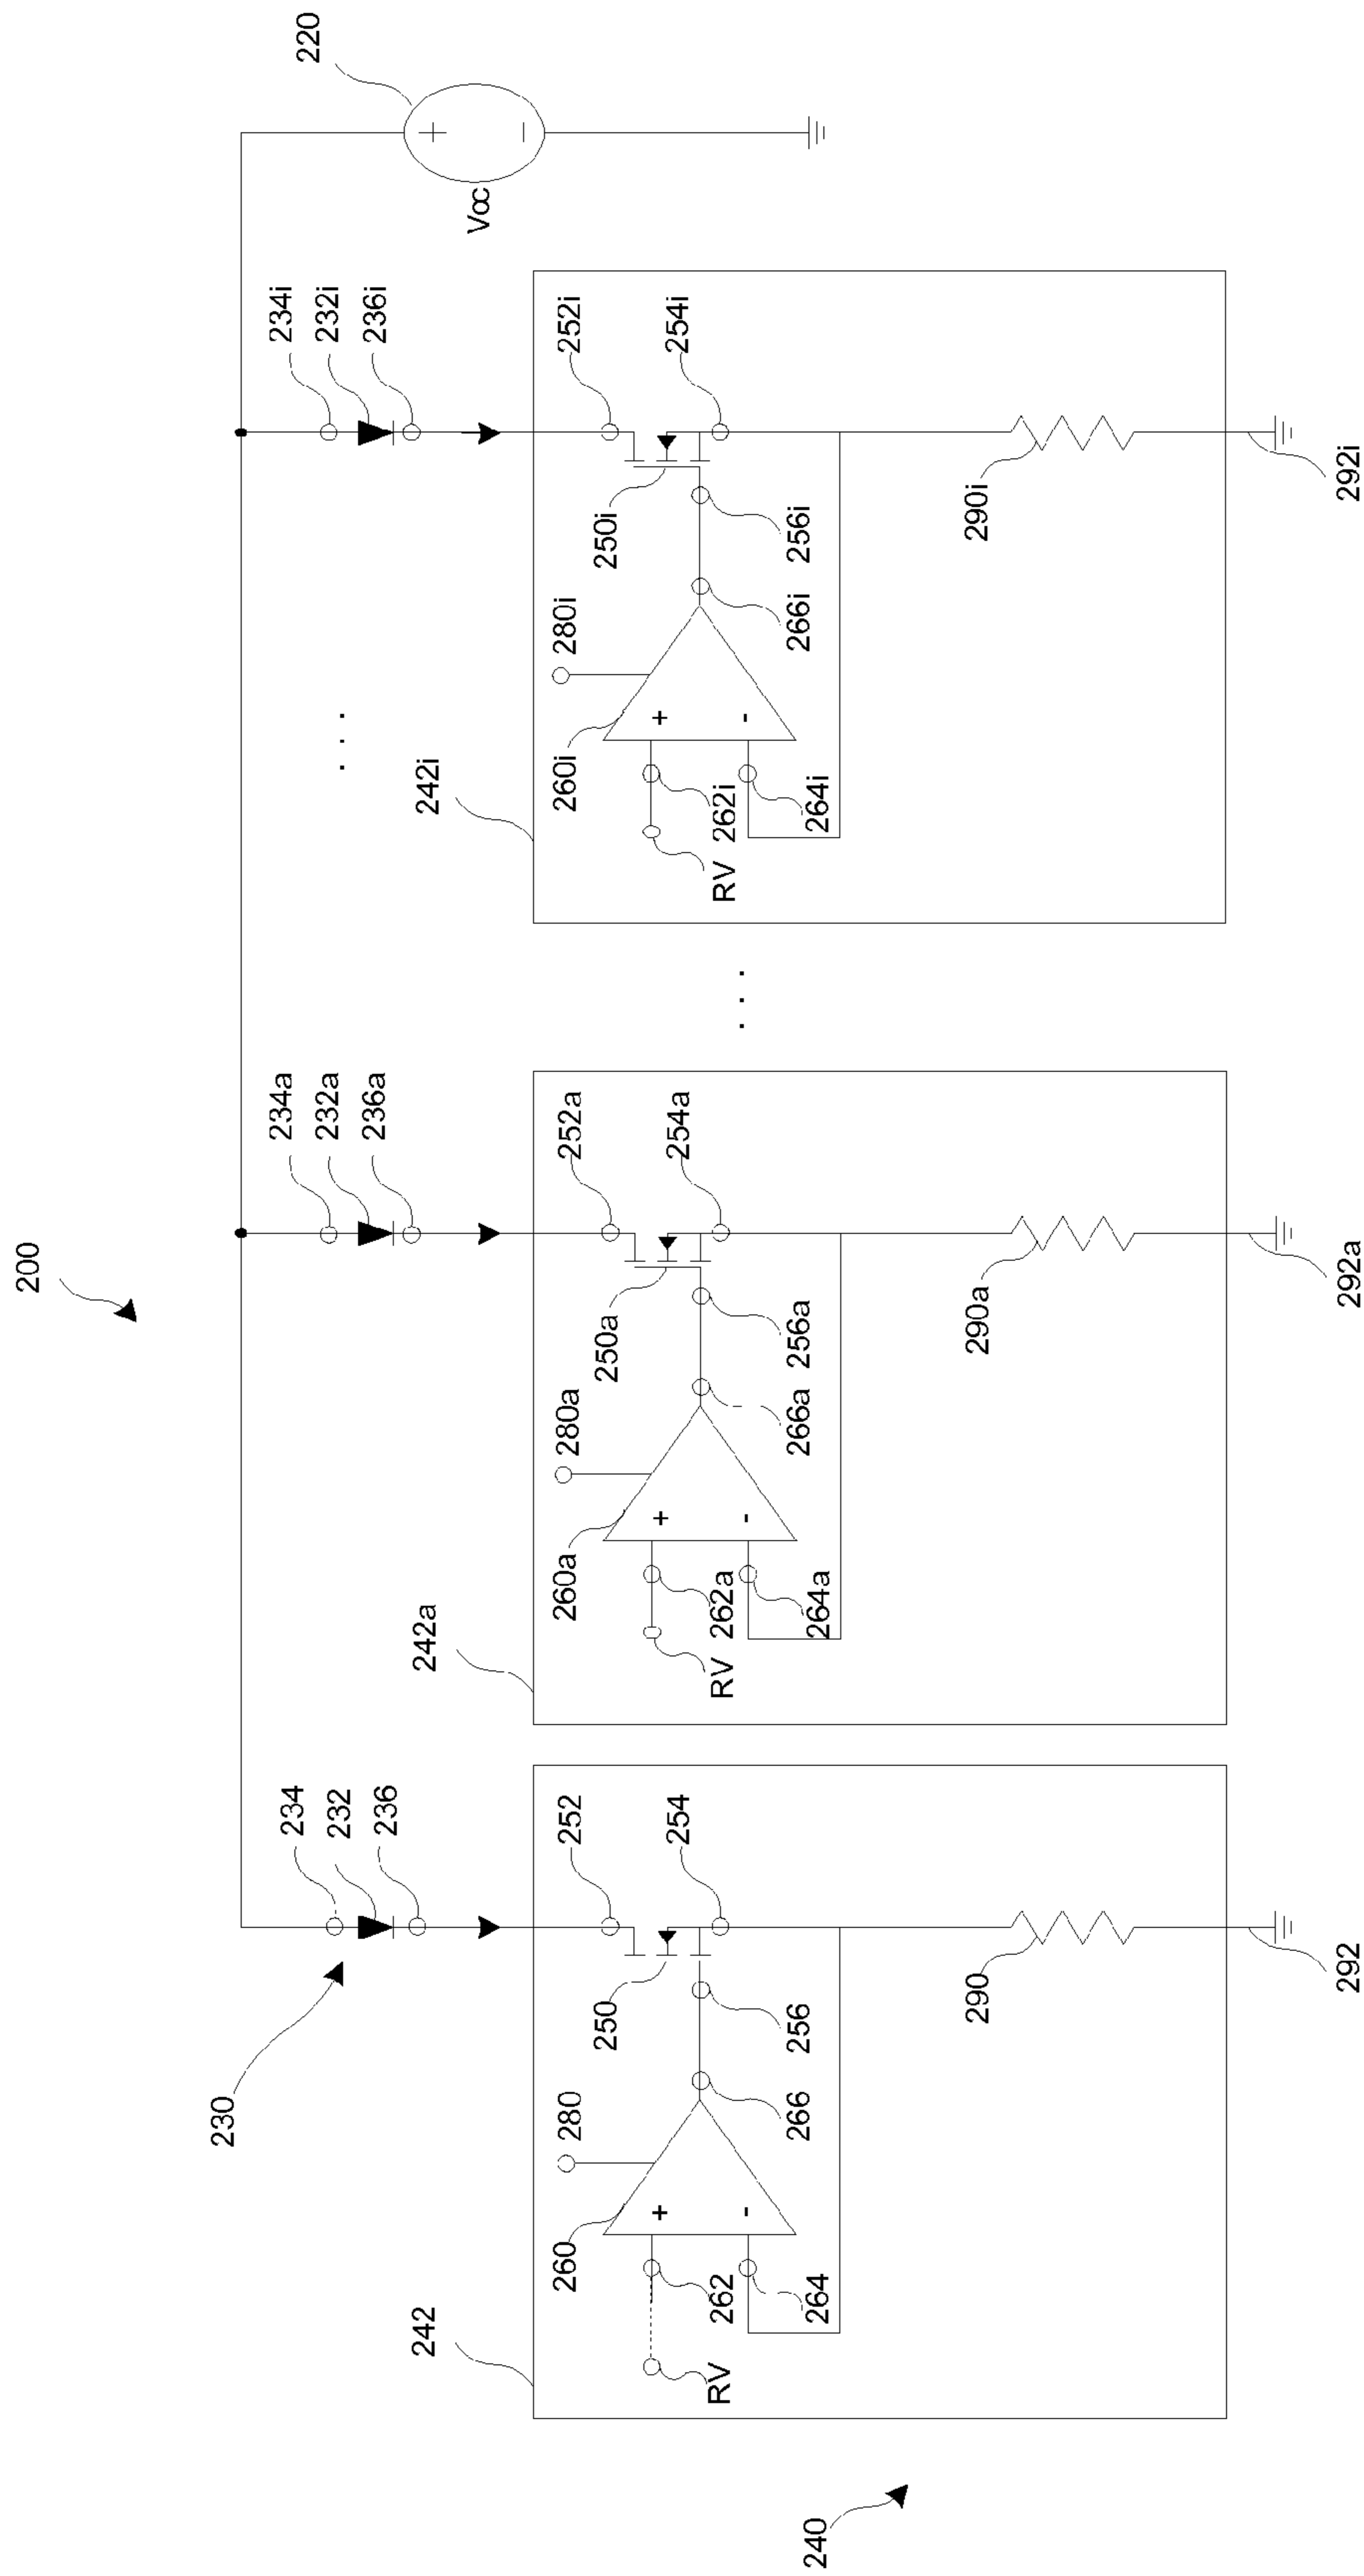 200
220
+
−
Vcc
230
234
232
236
234a
232a
236a
. . .
234i
232i
236i
240
242
RV
262
264
260
+
-
280
266
256
250
252
254
290
292
242a
RV
262a
264a
260a
+
-
280a
266a
256a
250a
252a
254a
290a
292a
. . .
242i
RV
262i
264i
260i
+
-
280i
266i
256i
250i
252i
254i
290i
292i